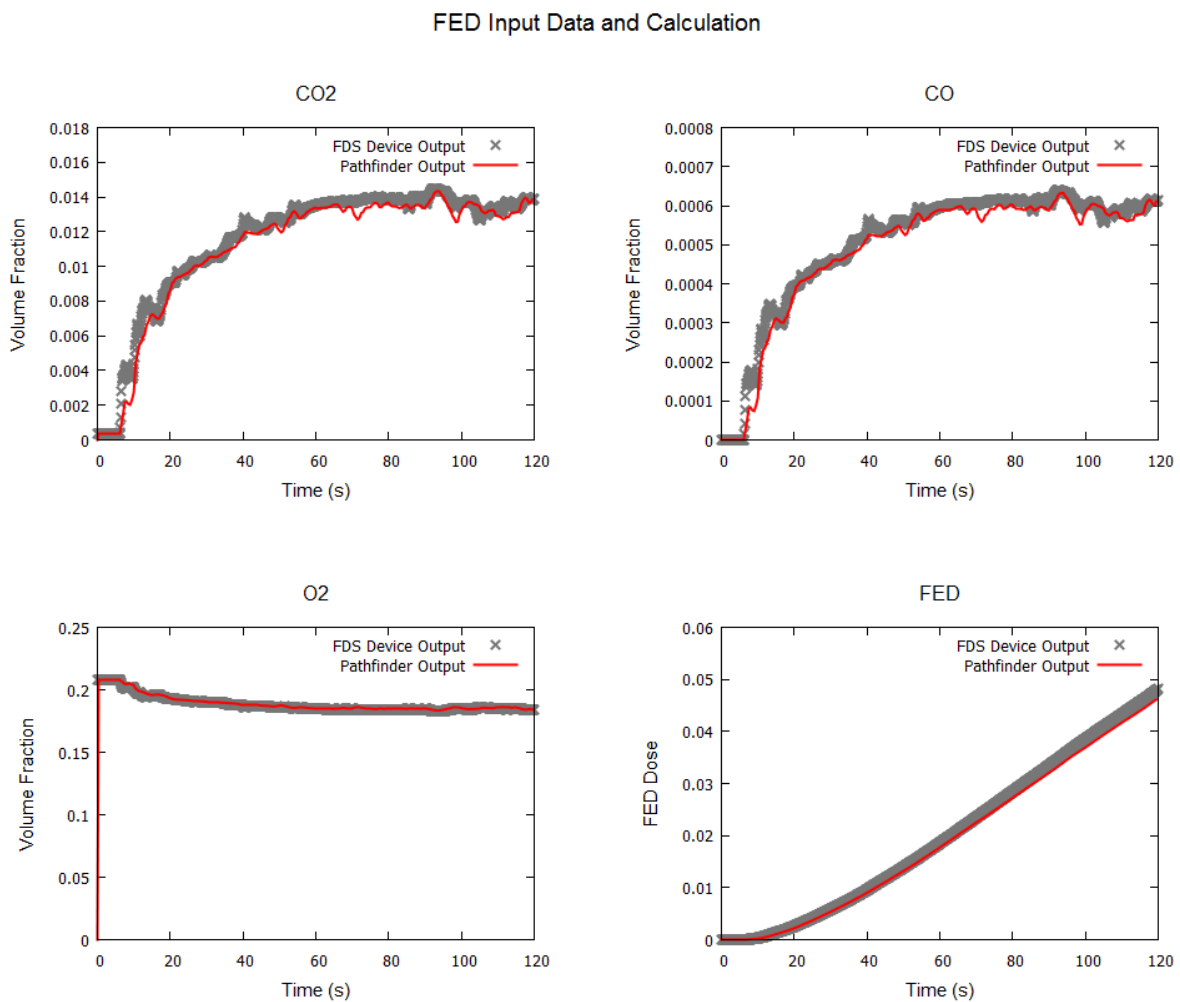 FED Input Data and Calculation
CO2
Volume Fraction
0.018
0.016
0.014
0.012
0.01
0.008
0.006
0.004
0.002
0
FDS Device Output
Pathfinder Output
0 20 40 60 80 100 120
Time (s)
CO
Volume Fraction
0.0008
0.0007
0.0006
0.0005
0.0004
0.0003
0.0002
0.0001
0
FDS Device Output
Pathfinder Output
0 20 40 60 80 100 120
Time (s)
O2
Volume Fraction
0.25
0.2
0.15
0.1
0.05
0
FDS Device Output
Pathfinder Output
0 20 40 60 80 100 120
Time (s)
FED
FED Dose
0.06
0.05
0.04
0.03
0.02
0.01
0
FDS Device Output
Pathfinder Output
0 20 40 60 80 100 120
Time (s)